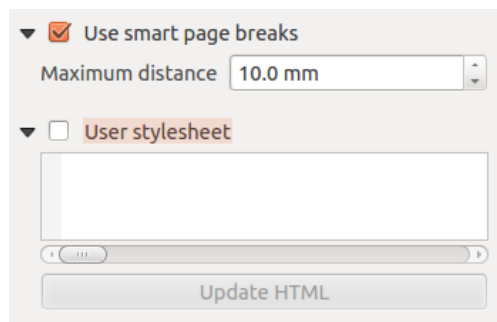 Use smart page breaks
Maximum distance 10.0 mm
User stylesheet
Update HTML